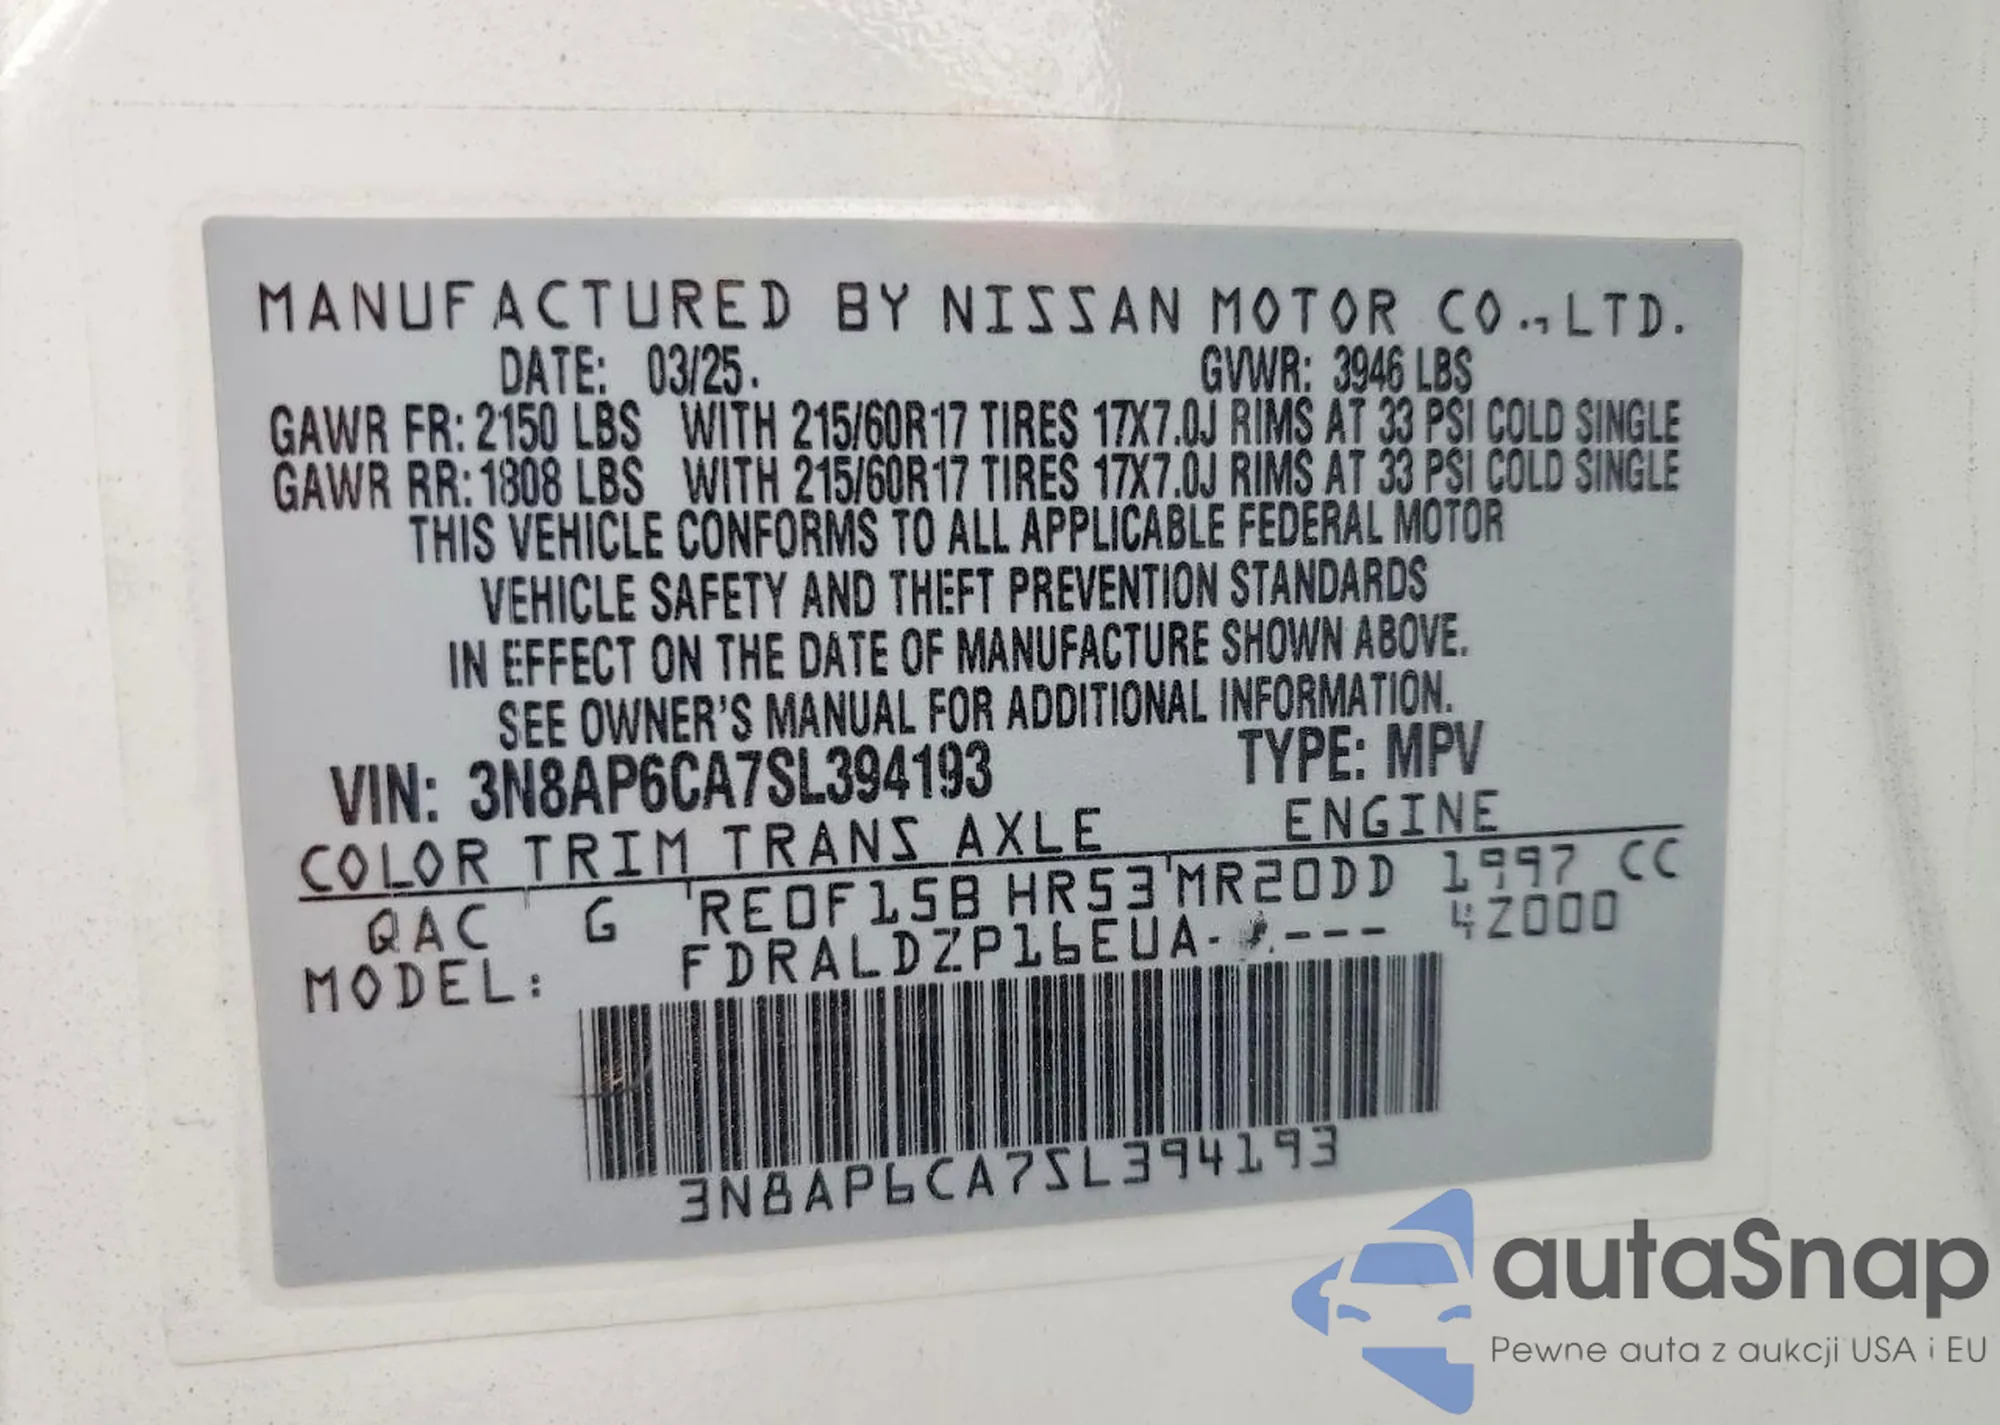 MANUFACTURED BY NISSAN MOTOR CO., LTD.
DATE: 03/25. GVWR: 3946 LBS
GAWR FR: 2150 LBS WITH 215/60R17 TIRES 17X7.0J RIMS AT 33 PSI COLD SINGLE
GAWR RR: 1808 LBS WITH 215/60R17 TIRES 17X7.0J RIMS AT 33 PSI COLD SINGLE
THIS VEHICLE CONFORMS TO ALL APPLICABLE FEDERAL MOTOR
VEHICLE SAFETY AND THEFT PREVENTION STANDARDS
IN EFFECT ON THE DATE OF MANUFACTURE SHOWN ABOVE.
SEE OWNER'S MANUAL FOR ADDITIONAL INFORMATION.
VIN: 3N8AP6CA7SL394193 TYPE: MPV
COLOR TRIM TRANS AXLE ENGINE
QAC G RE0F15B HR53 MR20DD 1997 CC
MODEL: FDRALDZP16EUA- --- 4Z000
3N8AP6CA7SL394193
autaSnap
Pewne auta z aukcji USA i EU